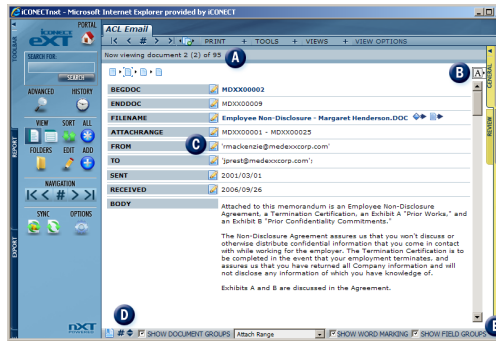 iCONECTnxt - Microsoft Internet Explorer provided by iCONECT
PORTAL
ICONECT
eXT
TOOLBAR
SEARCH FOR:
SEARCH
ADVANCED HISTORY
VIEW SORT ALL
FOLDERS EDIT ADD
NAVIGATION
|< < # > >|
SYNC OPTIONS
REPORT
EXPORT
nXT
POWERED
ACL Email
|< < # > >| PRINT + TOOLS + VIEWS + VIEW OPTIONS
Now viewing document 2 (2) of 95
A
B
A
BEGDOC MDXX00002
ENDDOC MDXX00009
FILENAME Employee Non-Disclosure - Margaret Henderson.DOC
ATTACHRANGE MDXX00001 - MDXX00025
C
FROM 'rmackenzie@medexxcorp.com'
TO 'jprest@medexxcorp.com';
SENT 2001/03/01
RECEIVED 2006/09/26
BODY
Attached to this memorandum is an Employee Non-Disclosure
Agreement, a Termination Certification, an Exhibit A "Prior Works," and
an Exhibit B "Prior Confidentiality Commitments."
The Non-Disclosure Agreement assures us that you won't discuss or
otherwise distribute confidential information that you come in contact
with while working for the employer. The Termination Certification is to
be completed in the event that your employment terminates, and
assures us that you have returned all Company information and will
not disclose any information of which you have knowledge of.
Exhibits A and B are discussed in the Agreement.
GENERAL
REVIEW
D
# SHOW DOCUMENT GROUPS Attach Range SHOW WORD MARKING SHOW FIELD GROUPS
E